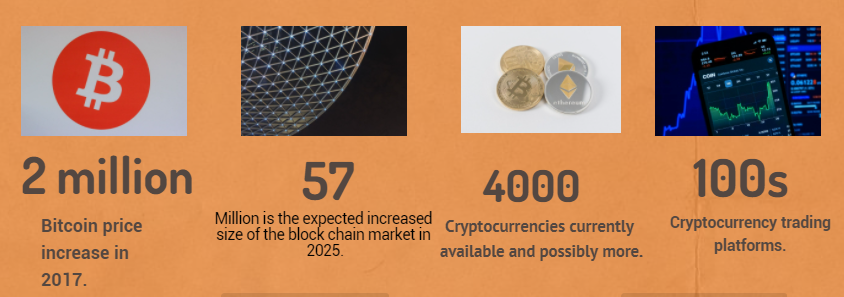 2 million
Bitcoin price
increase in
2017.
57
Million is the expected increased
size of the block chain market in
2025.
4000
Cryptocurrencies currently
available and possibly more.
COIN
100s
Cryptocurrency trading
platforms.